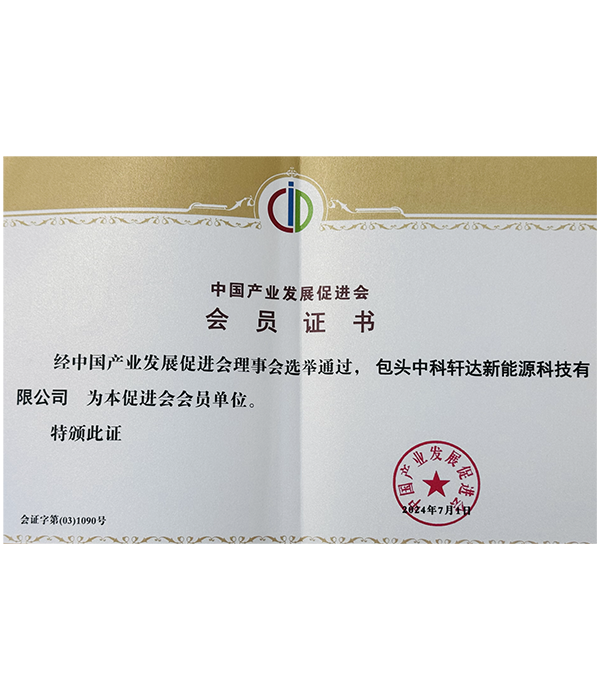 CID
中国产业发展促进会
会员证书
经中国产业发展促进会理事会选举通过，包头中科轩达新能源科技有
限公司 为本促进会会员单位。
特颁此证
中国产业发展促进会
2024年7月1日
会证字第(03)1090号